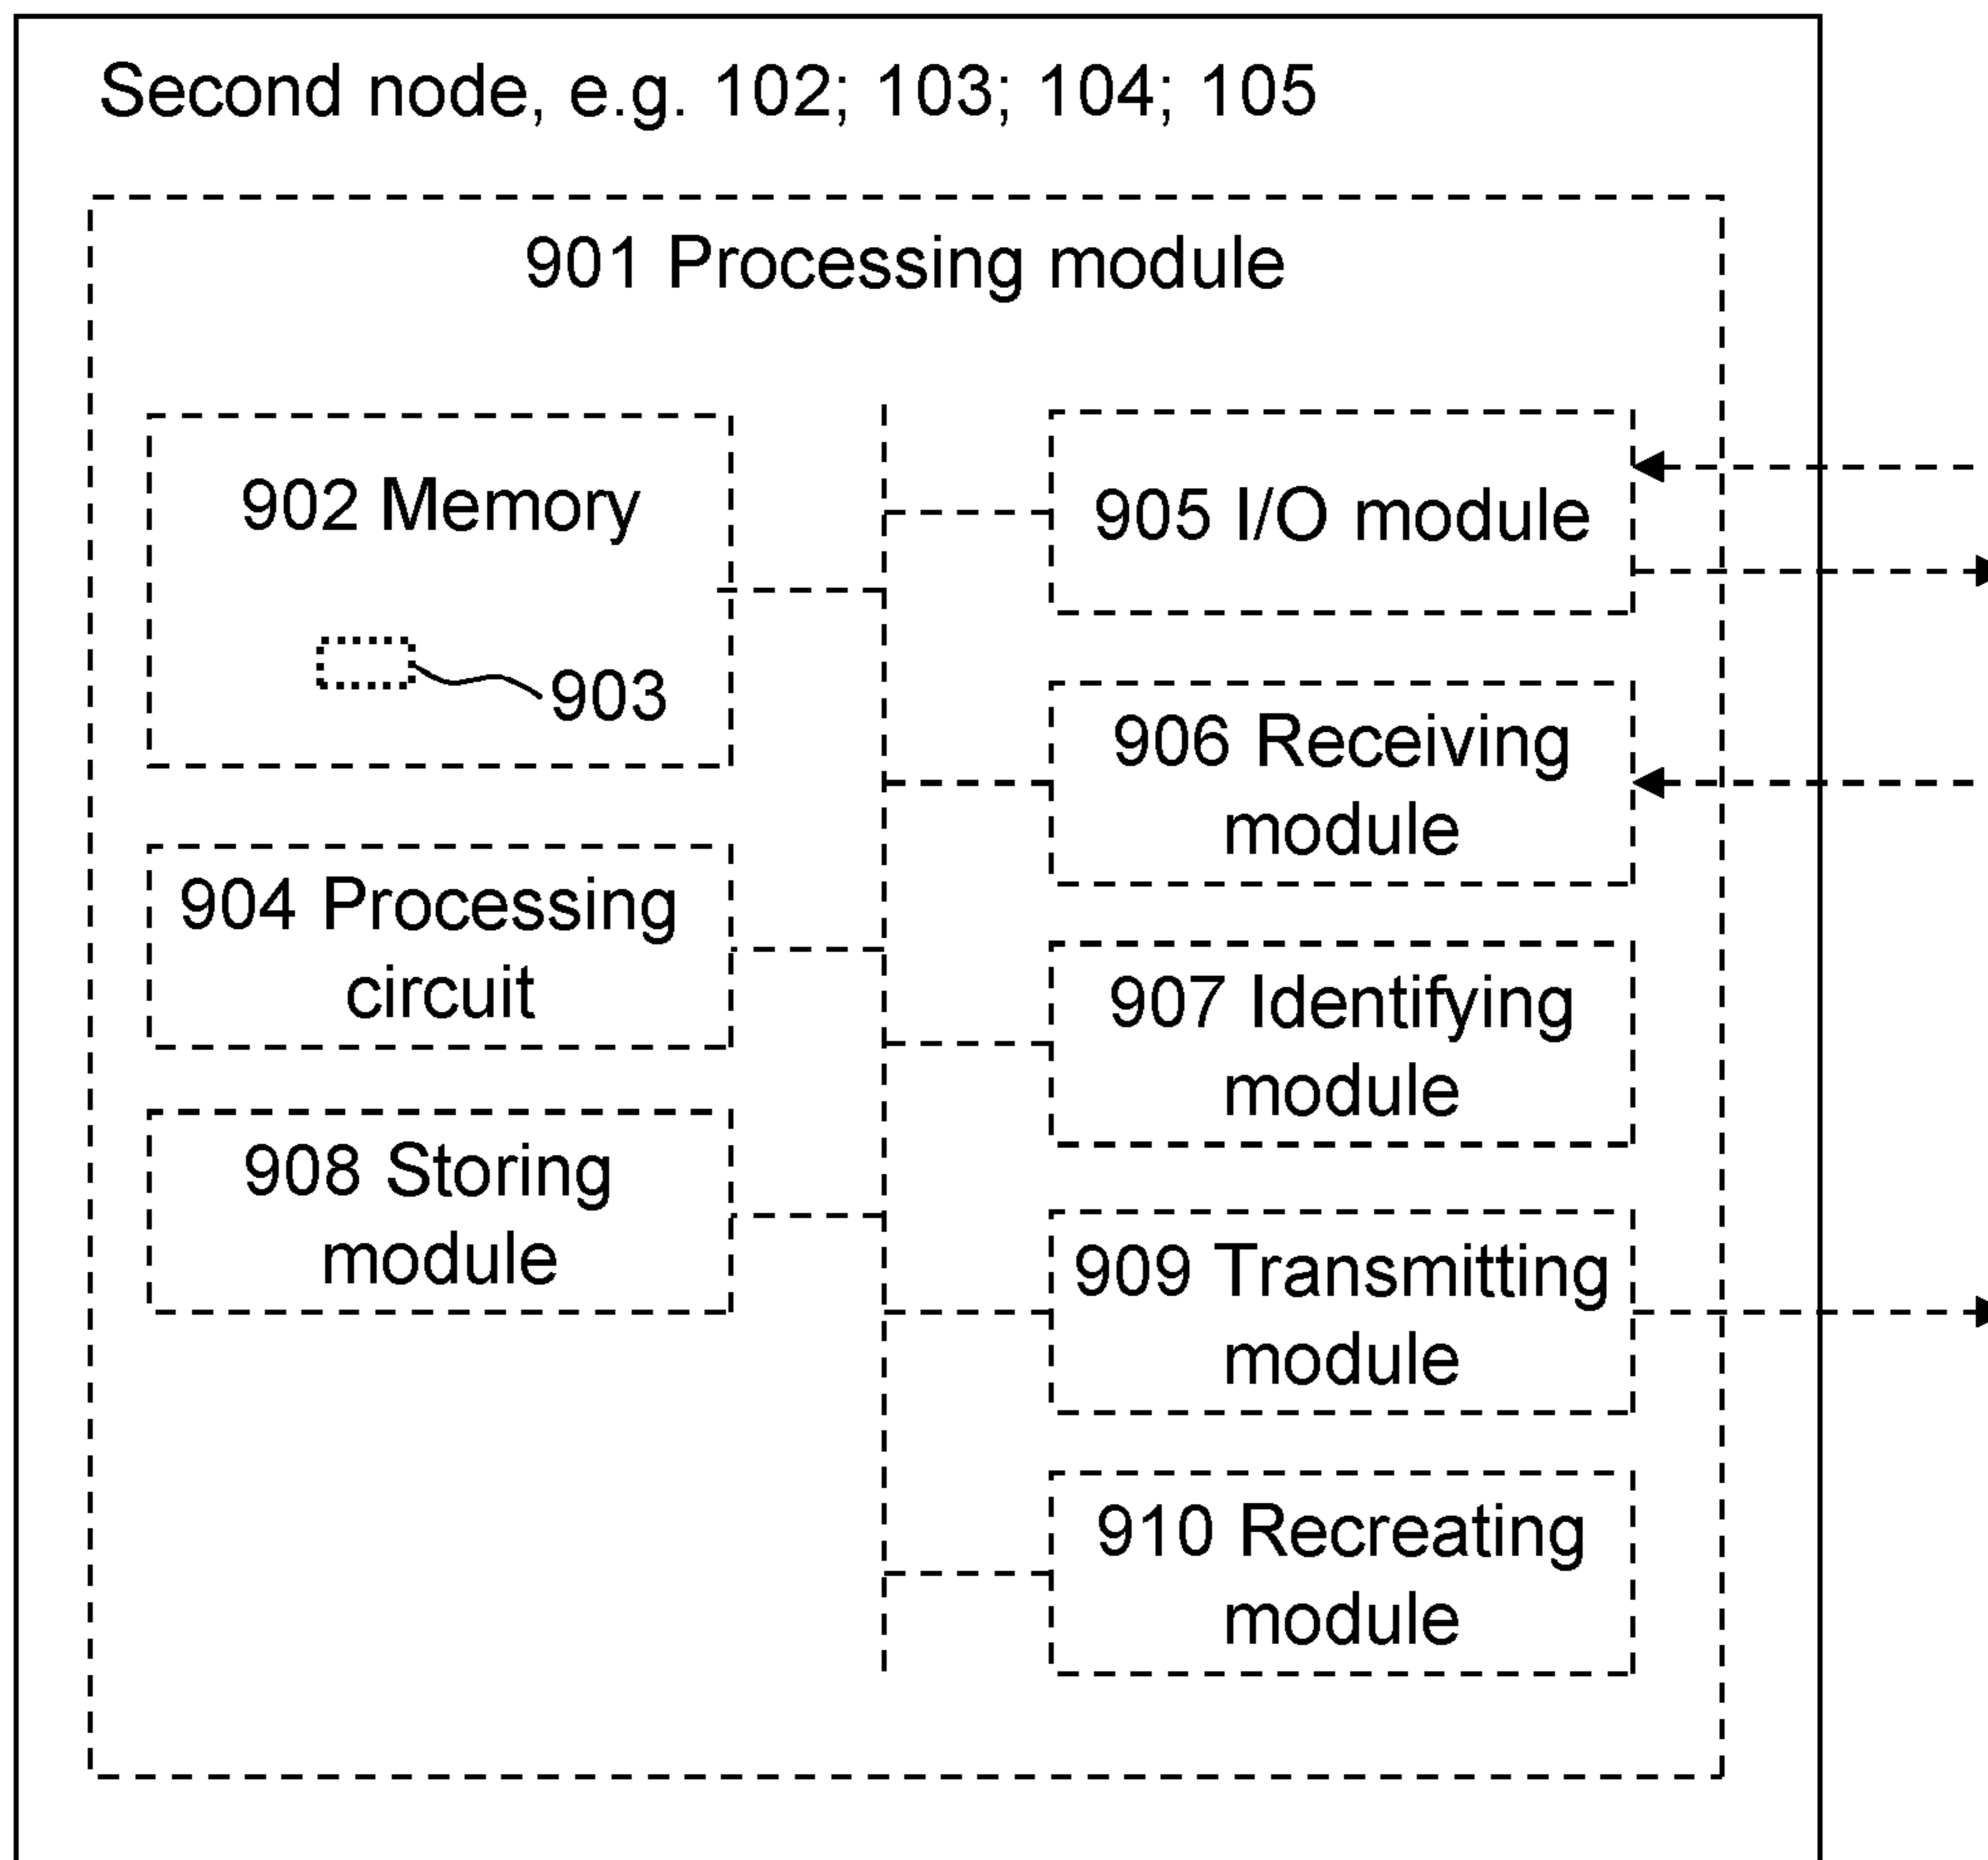 Second node, e.g. 102; 103; 104; 105
901 Processing module
902 Memory
903
904 Processing
circuit
908 Storing
module
905 I/O module
906 Receiving
module
907 Identifying
module
909 Transmitting
module
910 Recreating
module